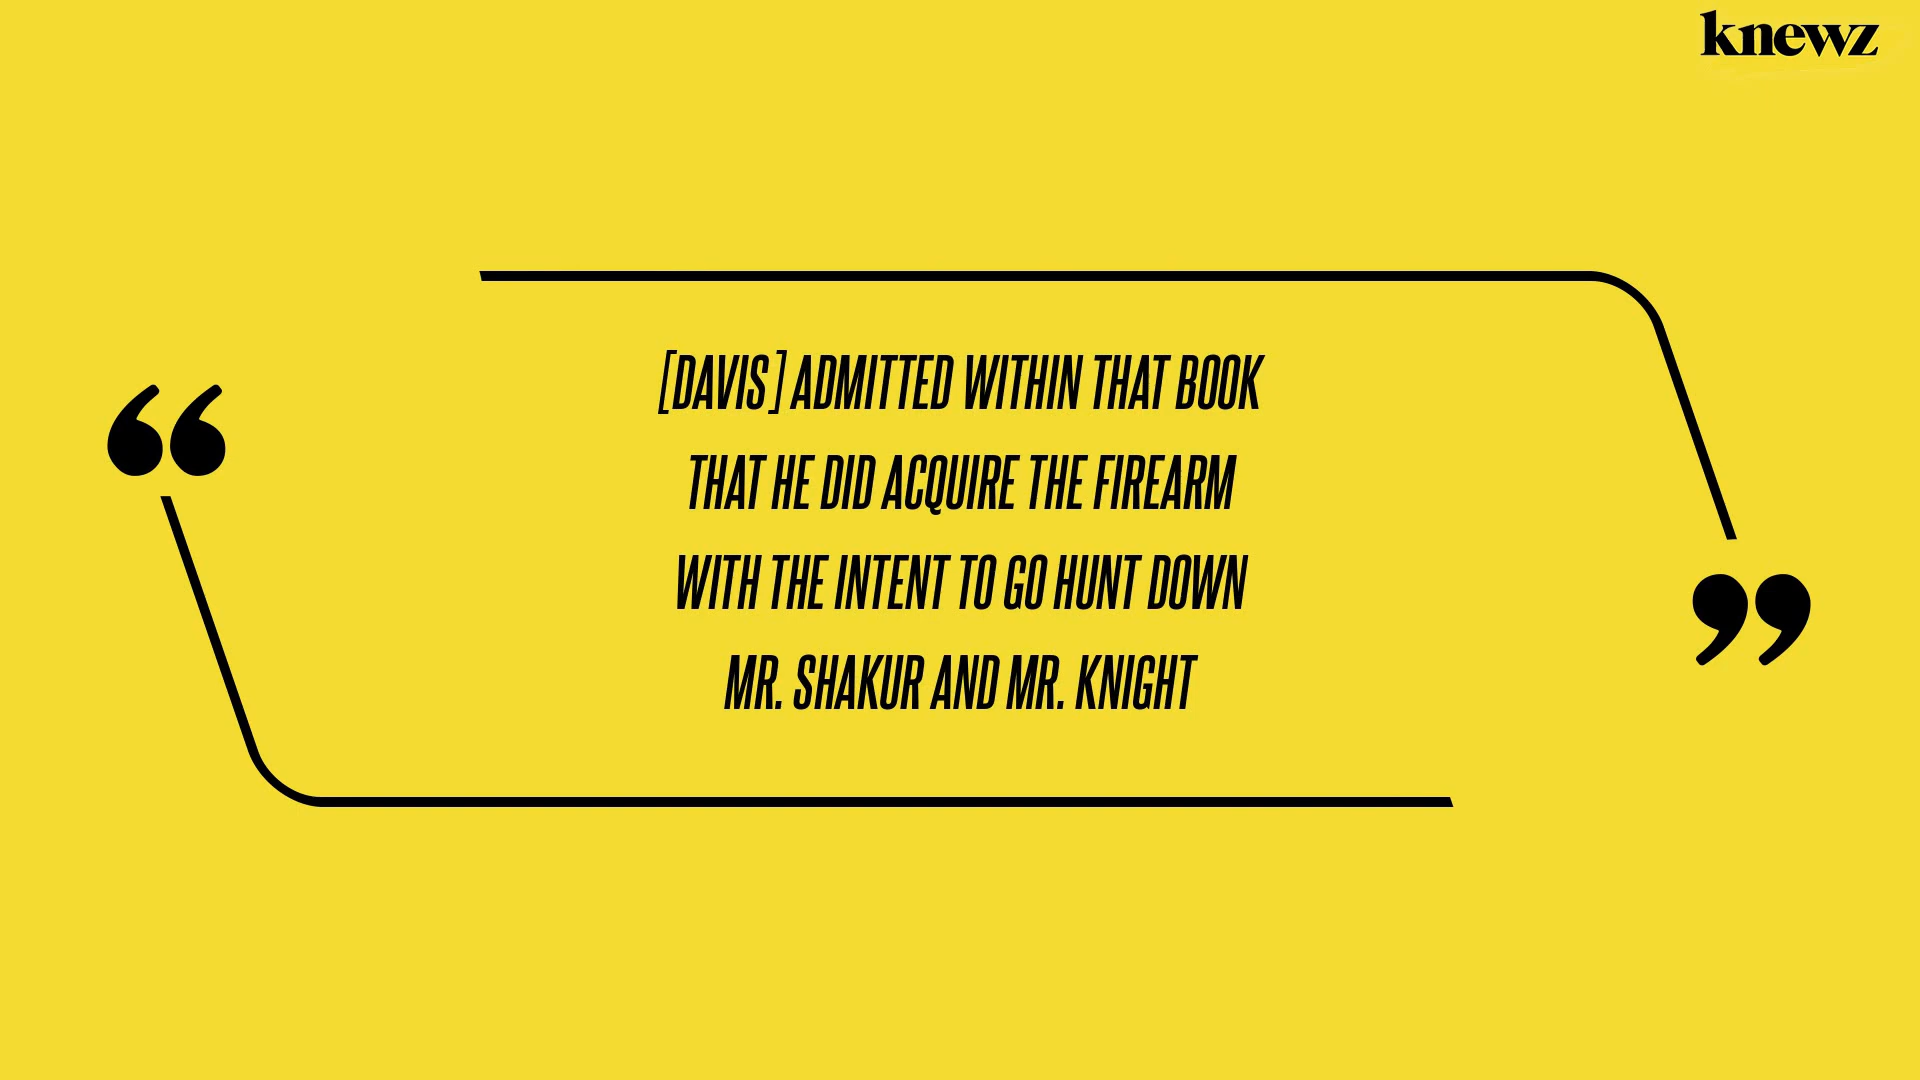 knewz
“
[DAVIS] ADMITTED WITHIN THAT BOOK
THAT HE DID ACQUIRE THE FIREARM
WITH THE INTENT TO GO HUNT DOWN
MR. SHAKUR AND MR. KNIGHT
”